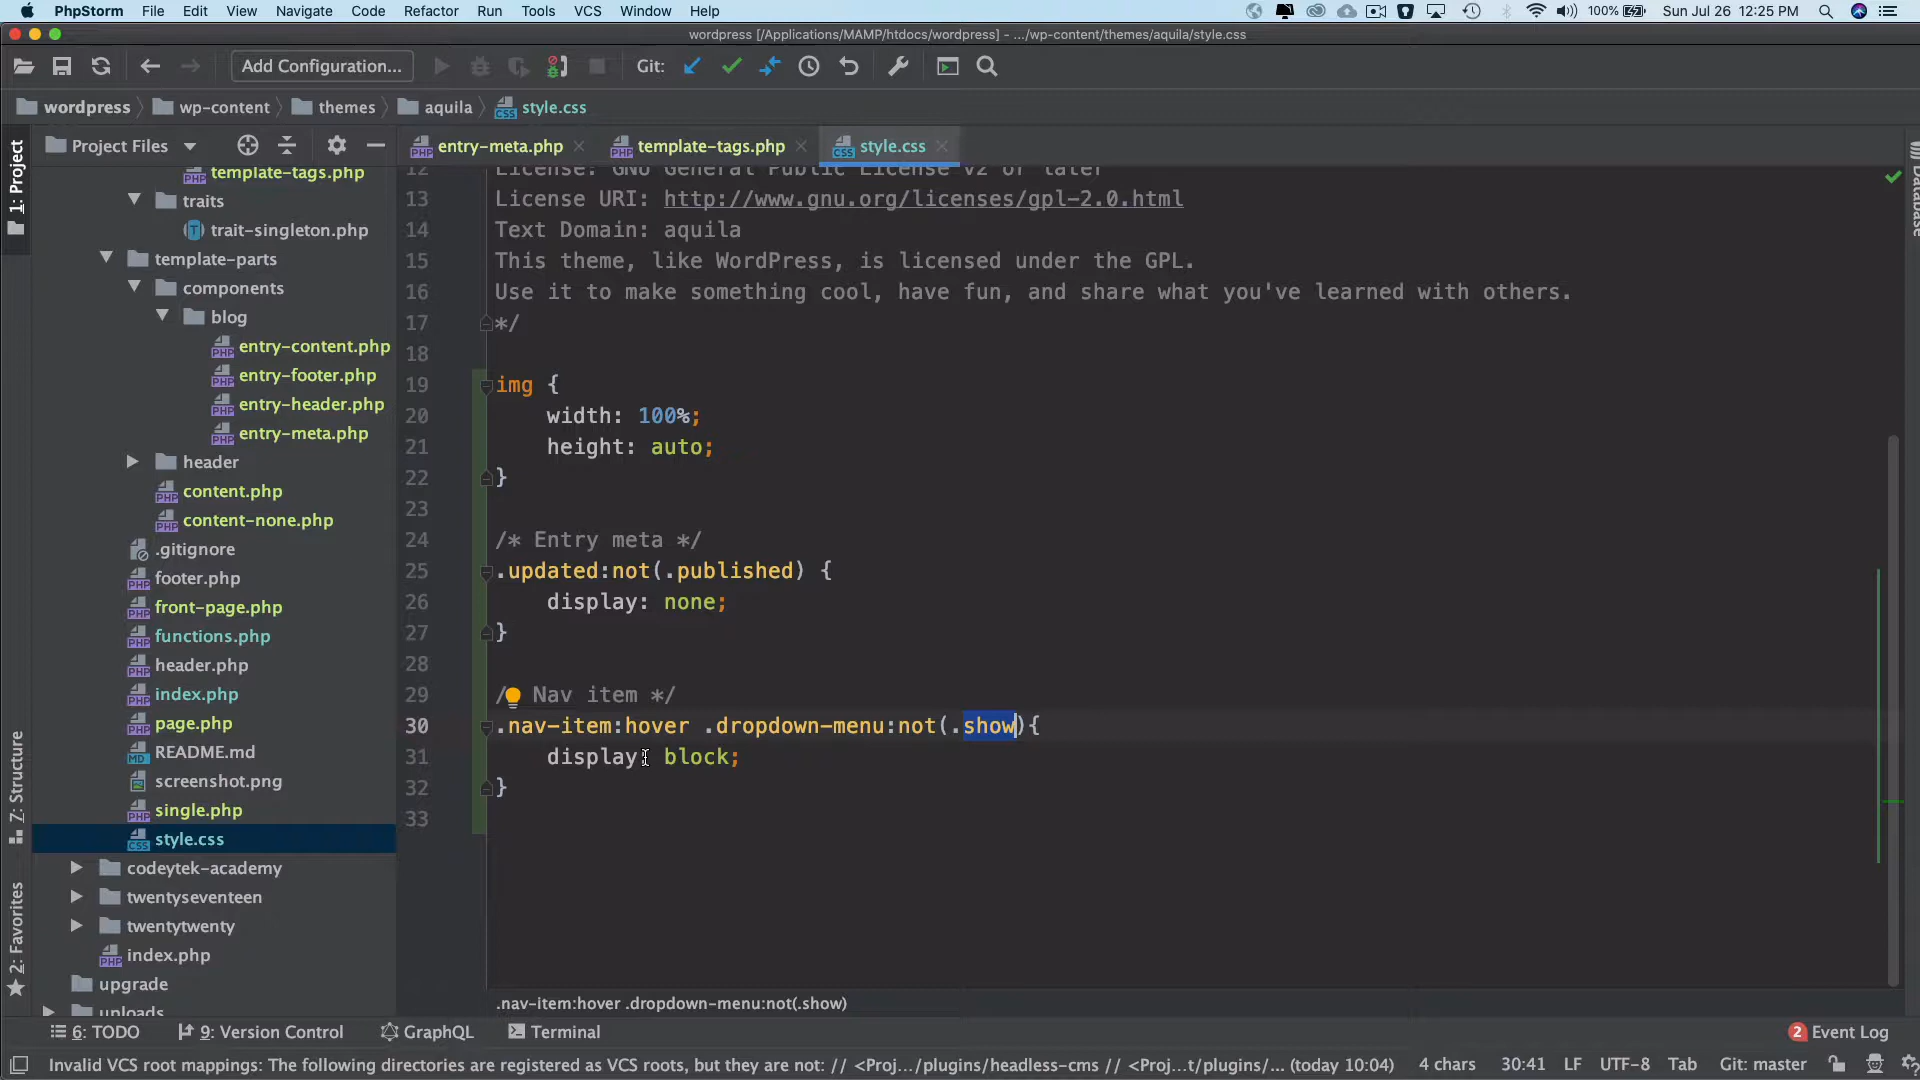 PhpStorm File Edit View Navigate Code Refactor Run Tools VCS Window Help 100% Sun Jul 26 12:25 PM
wordpress [/Applications/MAMP/htdocs/wordpress] - .../wp-content/themes/aquila/style.css
Add Configuration... Git:
wordpress wp-content themes aquila style.css
1: Project
Project Files
entry-meta.php template-tags.php style.css
Database
template-tags.php
traits
trait-singleton.php
template-parts
components
blog
entry-content.php
entry-footer.php
entry-header.php
entry-meta.php
header
content.php
content-none.php
.gitignore
footer.php
front-page.php
functions.php
header.php
index.php
page.php
README.md
screenshot.png
single.php
style.css
codeytek-academy
twentyseventeen
twentytwenty
index.php
upgrade
uploads
7: Structure
2: Favorites
12 License: GNU General Public License v2 or later
13 License URI: http://www.gnu.org/licenses/gpl-2.0.html
14 Text Domain: aquila
15 This theme, like WordPress, is licensed under the GPL.
16 Use it to make something cool, have fun, and share what you've learned with others.
17 */
18
19 img {
20 width: 100%;
21 height: auto;
22 }
23
24 /* Entry meta */
25 .updated:not(.published) {
26 display: none;
27 }
28
29 / Nav item */
30 .nav-item:hover .dropdown-menu:not(.show){
31 display: block;
32 }
33
.nav-item:hover .dropdown-menu:not(.show)
6: TODO 9: Version Control GraphQL Terminal 2 Event Log
Invalid VCS root mappings: The following directories are registered as VCS roots, but they are not: // <Proj.../plugins/headless-cms // <Proj...t/plugins/... (today 10:04) 4 chars 30:41 LF UTF-8 Tab Git: master